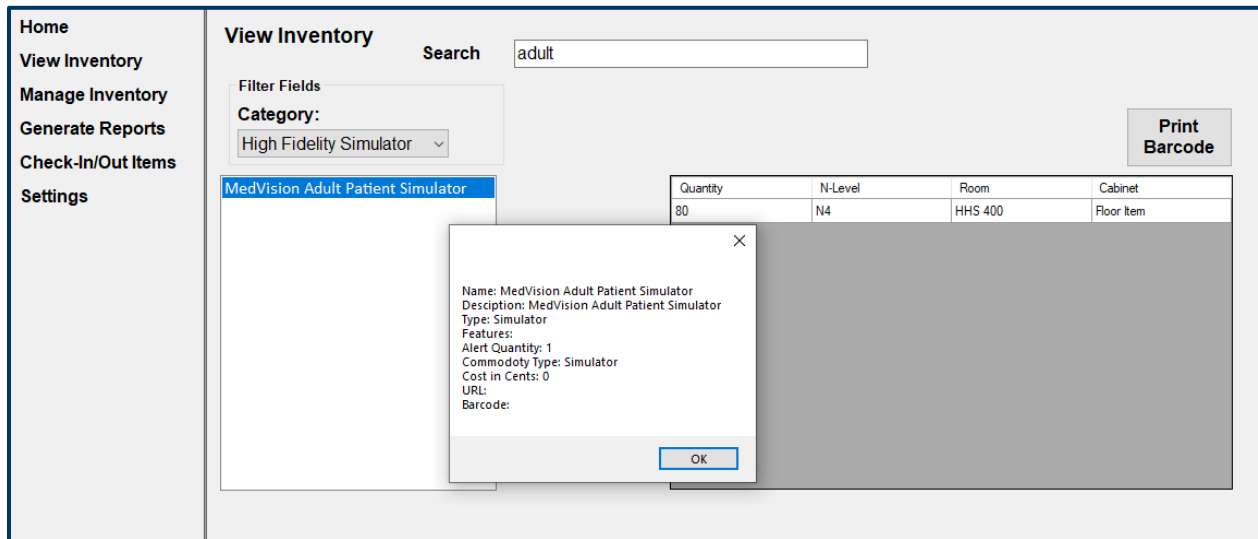 Home
View Inventory
Manage Inventory
Generate Reports
Check-In/Out Items
Settings
View Inventory
Search adult
Filter Fields
Category:
High Fidelity Simulator
Print
Barcode
MedVision Adult Patient Simulator
Quantity N-Level Room Cabinet
80 N4 HHS 400 Floor Item
Name: MedVision Adult Patient Simulator
Desciption: MedVision Adult Patient Simulator
Type: Simulator
Features:
Alert Quantity: 1
Commodoty Type: Simulator
Cost in Cents: 0
URL:
Barcode:
OK